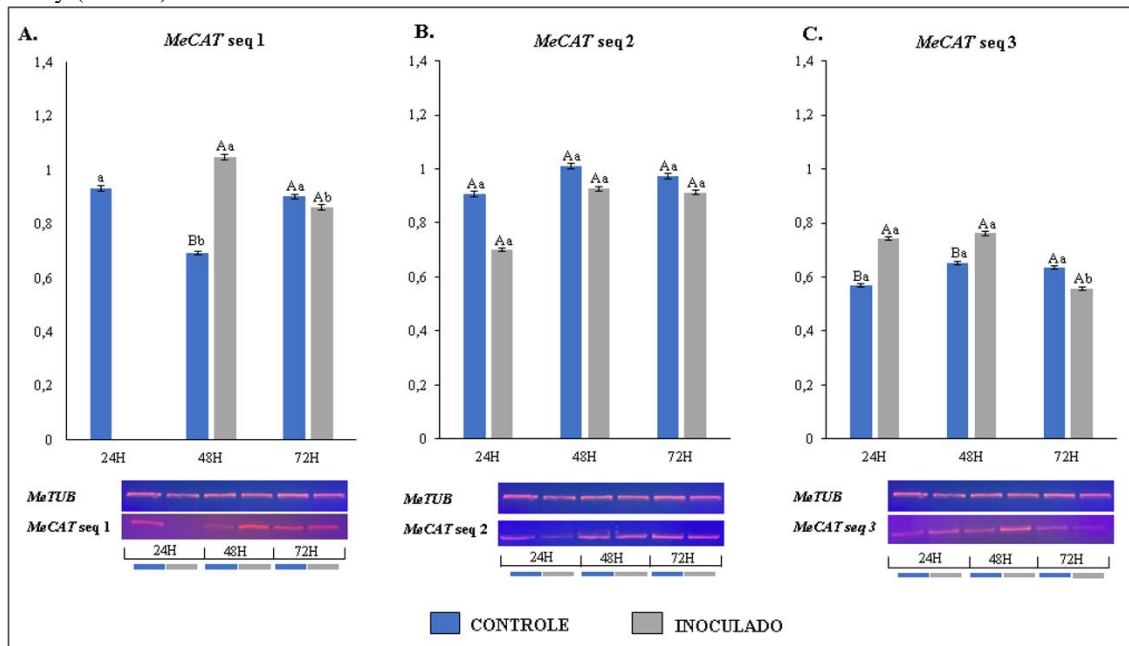 A.
MeCAT seq 1
1,4
1,2
1
0,8
0,6
0,4
0,2
0
a
Bb
Aa
Aa
Ab
24H 48H 72H
MeTUB
MeCAT seq 1
24H 48H 72H
B.
MeCAT seq 2
1,4
1,2
1
0,8
0,6
0,4
0,2
0
Aa
Aa
Aa
Aa
Aa
Aa
24H 48H 72H
MeTUB
MeCAT seq 2
24H 48H 72H
C.
MeCAT seq 3
1,4
1,2
1
0,8
0,6
0,4
0,2
0
Ba
Aa
Ba
Aa
Aa
Ab
24H 48H 72H
MeTUB
MeCAT seq 3
24H 48H 72H
CONTROLE INOCULADO